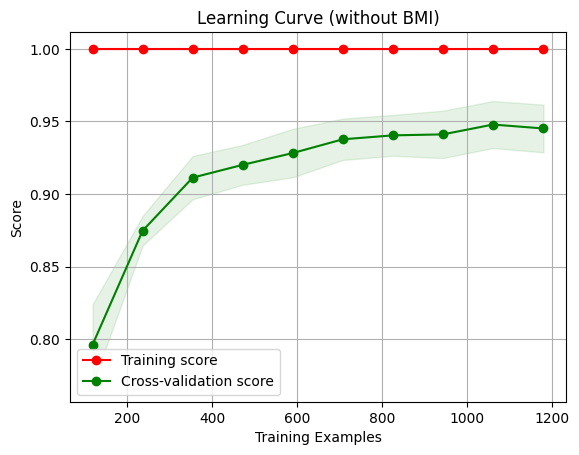 Learning Curve (without BMI)
1.00
0.95
0.90
0.85
0.80
Score
Training score
Cross-validation score
200
400
600
800
1000
1200
Training Examples